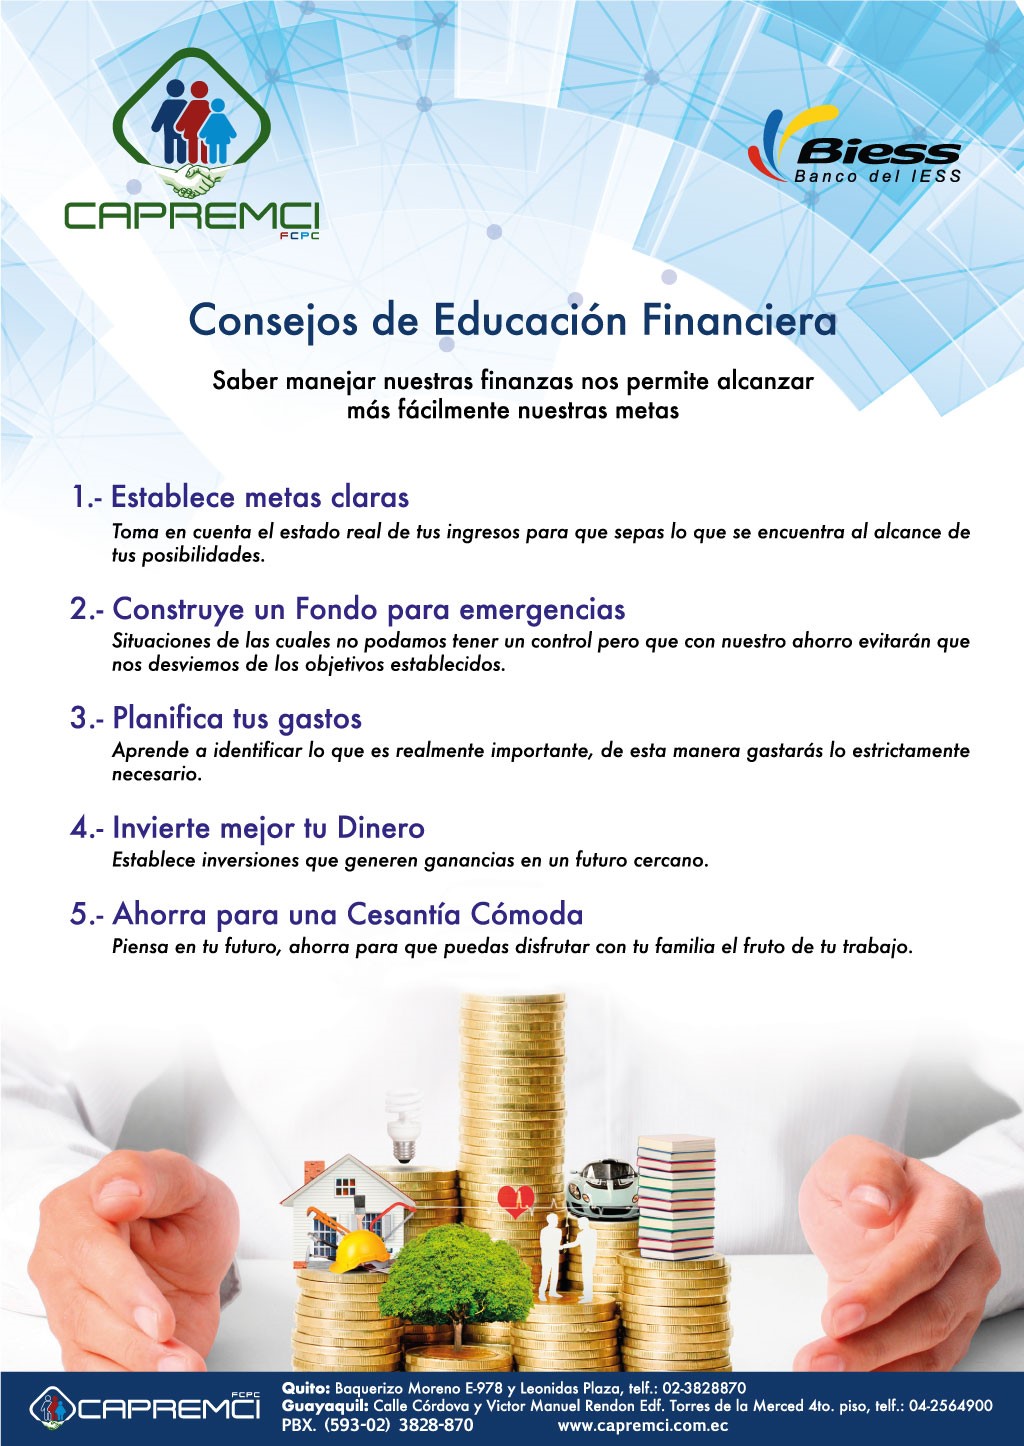 CAPREMCI
FCPC
Biess
Banco del IESS
Consejos de Educación Financiera
Saber manejar nuestras finanzas nos permite alcanzar
más fácilmente nuestras metas
1.- Establece metas claras
Toma en cuenta el estado real de tus ingresos para que sepas lo que se encuentra al alcance de
tus posibilidades.
2.- Construye un Fondo para emergencias
Situaciones de las cuales no podamos tener un control pero que con nuestro ahorro evitarán que
nos desviemos de los objetivos establecidos.
3.- Planifica tus gastos
Aprende a identificar lo que es realmente importante, de esta manera gastarás lo estrictamente
necesario.
4.- Invierte mejor tu Dinero
Establece inversiones que generen ganancias en un futuro cercano.
5.- Ahorra para una Cesantía Cómoda
Piensa en tu futuro, ahorra para que puedas disfrutar con tu familia el fruto de tu trabajo.
FCPC
CAPREMCI
Quito: Baquerizo Moreno E-978 y Leonidas Plaza, telf.: 02-3828870
Guayaquil: Calle Córdova y Victor Manuel Rendon Edf. Torres de la Merced 4to. piso, telf.: 04-2564900
PBX. (593-02) 3828-870 www.capremci.com.ec